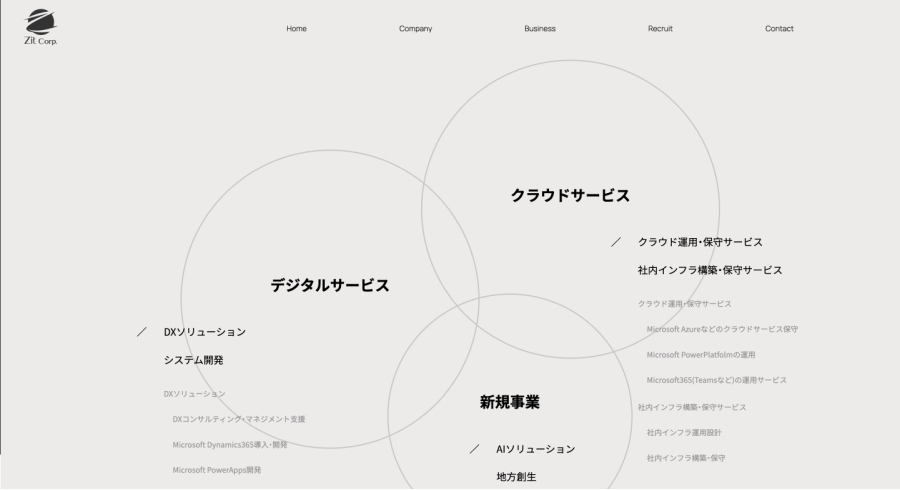 Zit Corp.
Home
Company
Business
Recruit
Contact
クラウドサービス
クラウド運用・保守サービス
社内インフラ構築・保守サービス
クラウド運用・保守サービス
Microsoft Azureなどのクラウドサービス保守
Microsoft PowerPlatfolmの運用
Microsoft365(Teamsなど)の運用サービス
社内インフラ構築・保守サービス
社内インフラ運用設計
社内インフラ構築・保守
デジタルサービス
DXソリューション
システム開発
DXソリューション
DXコンサルティング・マネジメント支援
Microsoft Dynamics365導入・開発
Microsoft PowerApps開発
新規事業
AIソリューション
地方創生